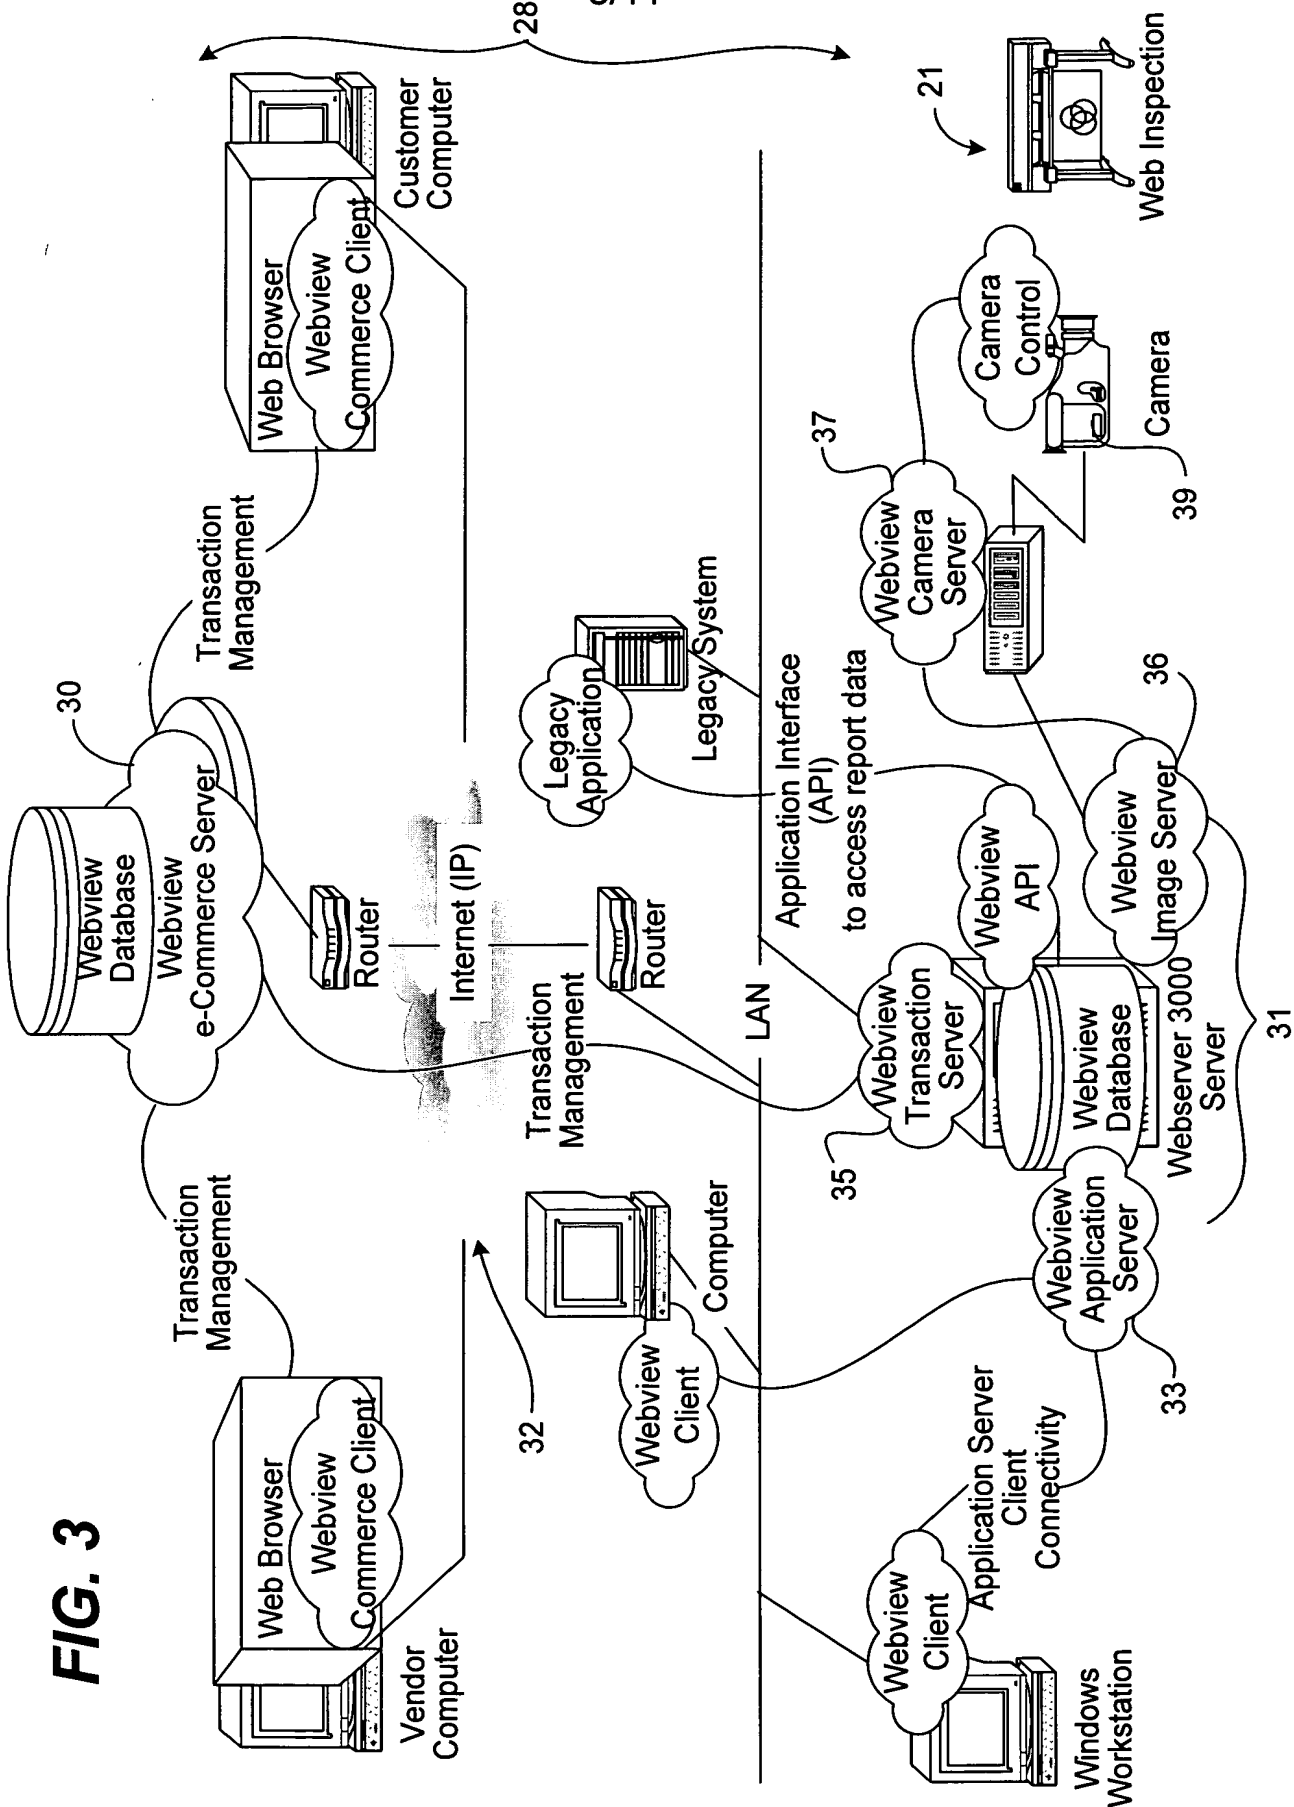 FIG. 3
28
Web Browser
Webview
Commerce Client
Vendor
Computer
Transaction
Management
Webview
Database
Webview
e-Commerce Server
30
Transaction
Management
Web Browser
Webview
Commerce Client
Customer
Computer
Router
Internet (IP)
Router
Transaction
Management
32
Webview
Client
Computer
Legacy
Application
Legacy System
LAN
Application Interface
(API)
to access report data
21
Web Inspection
Camera
Control
Camera
39
37
Webview
Camera
Server
36
Webview
Image Server
Webview
API
Webview
Transaction
Server
35
Webview
Database
Webserver 3000
Server
31
Webview
Application
Server
33
Application Server
Client
Connectivity
Webview
Client
Windows
Workstation